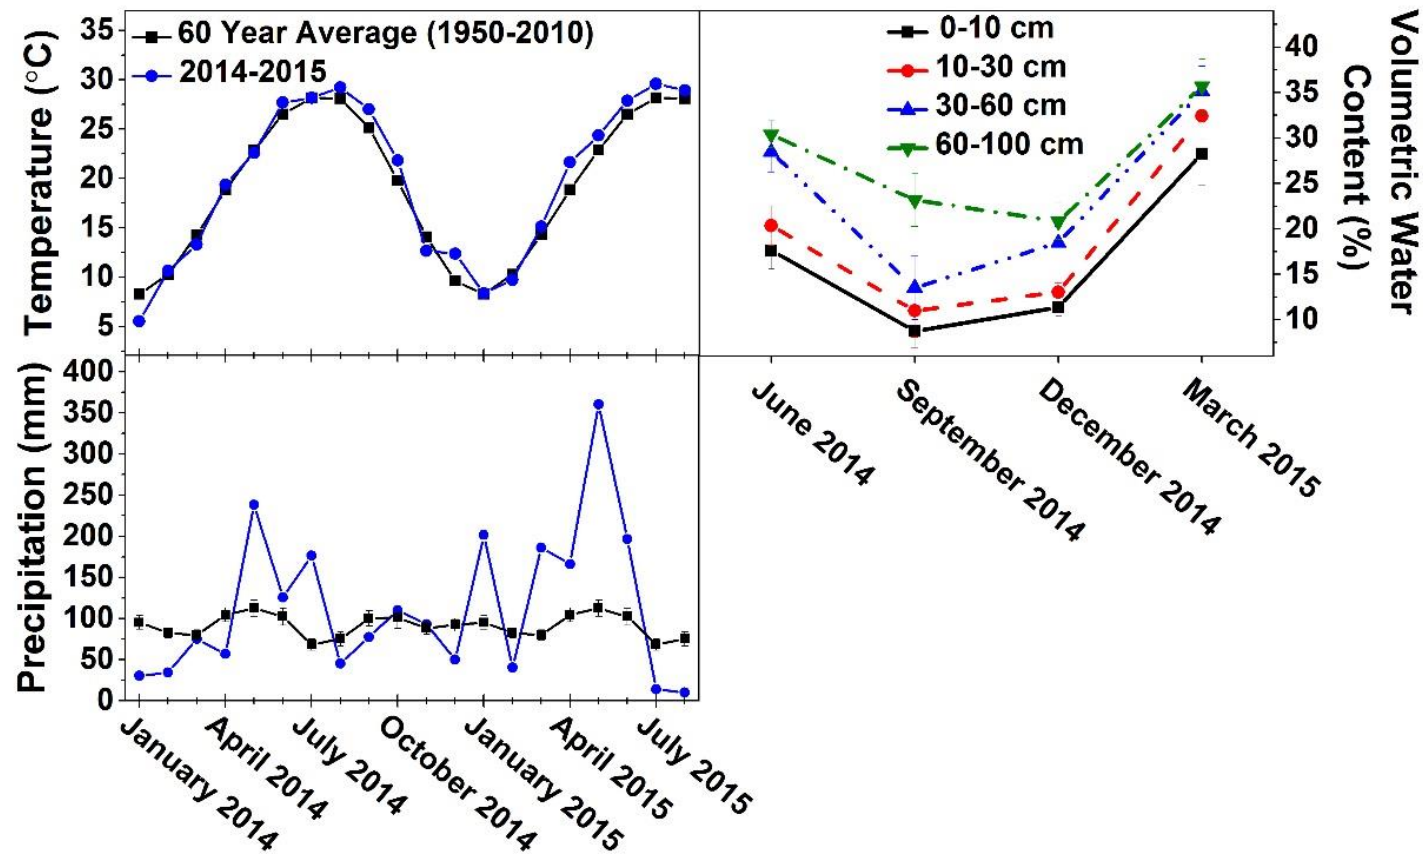 Temperature (°C)
35
30
25
20
15
10
5
60 Year Average (1950-2010)
2014-2015
0-10 cm
10-30 cm
30-60 cm
60-100 cm
40
35
30
25
20
15
10
Volumetric Water
Content (%)
June 2014
September 2014
December 2014
March 2015
Precipitation (mm)
400
350
300
250
200
150
100
50
0
January 2014
April 2014
July 2014
October 2014
January 2015
April 2015
July 2015